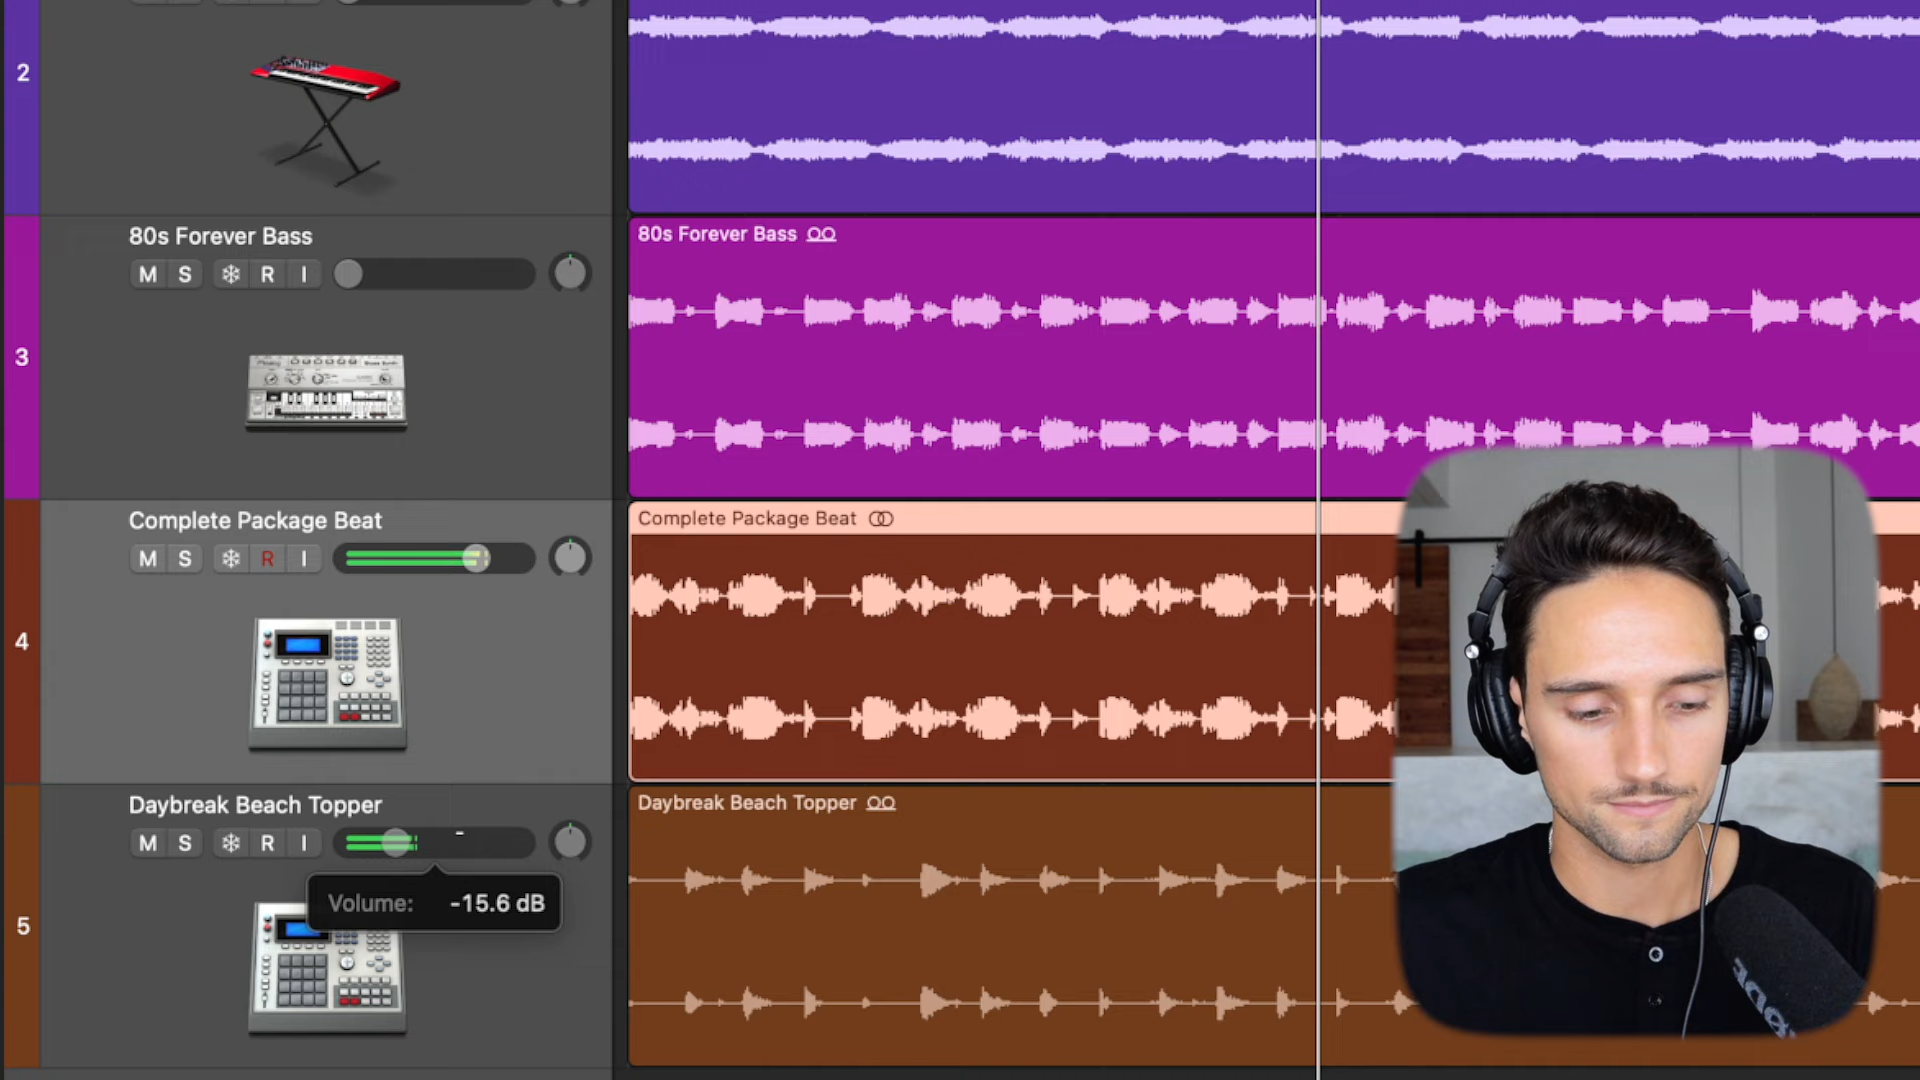 2
80s Forever Bass
M S R I
3
80s Forever Bass
Complete Package Beat
M S R I
4
Complete Package Beat
Daybreak Beach Topper
M S R I
Volume: -15.6 dB
5
Daybreak Beach Topper
RODE